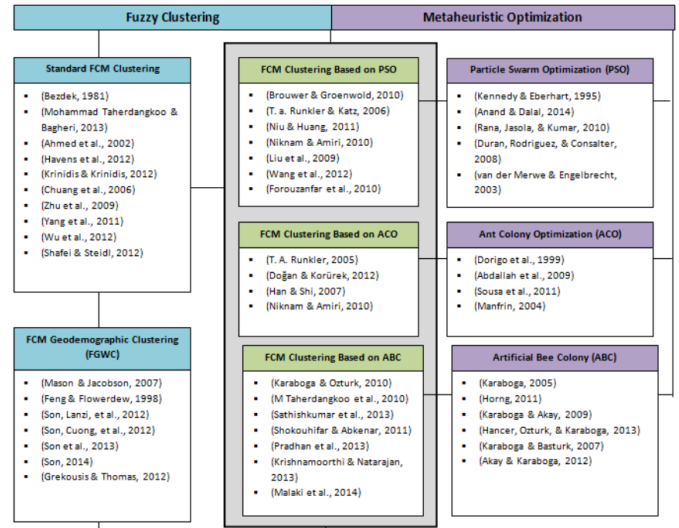 Fuzzy Clustering
Metaheuristic Optimization
Standard FCM Clustering
▪ (Bezdek, 1981)
▪ (Mohammad Taherdangkoo &
Bagheri, 2013)
▪ (Ahmed et al., 2002)
▪ (Havens et al., 2012)
▪ (Krinidis & Krinidis, 2012)
▪ (Chuang et al., 2006)
▪ (Zhu et al., 2009)
▪ (Yang et al., 2011)
▪ (Wu et al., 2012)
▪ (Shafei & Steidl, 2012)
FCM Clustering Based on PSO
▪ (Brouwer & Groenwold, 2010)
▪ (T. a. Runkler & Katz, 2006)
▪ (Niu & Huang, 2011)
▪ (Niknam & Amiri, 2010)
▪ (Liu et al., 2009)
▪ (Wang et al., 2012)
▪ (Forouzanfar et al., 2010)
Particle Swarm Optimization (PSO)
▪ (Kennedy & Eberhart, 1995)
▪ (Anand & Dalal, 2014)
▪ (Rana, Jasola, & Kumar, 2010)
▪ (Duran, Rodriguez, & Consalter,
2008)
▪ (van der Merwe & Engelbrecht,
2003)
FCM Clustering Based on ACO
▪ (T. A. Runkler, 2005)
▪ (Doğan & Korürek, 2012)
▪ (Han & Shi, 2007)
▪ (Niknam & Amiri, 2010)
Ant Colony Optimization (ACO)
▪ (Dorigo et al., 1999)
▪ (Abdallah et al., 2009)
▪ (Sousa et al., 2011)
▪ (Manfrin, 2004)
FCM Geodemographic Clustering
(FGWC)
▪ (Mason & Jacobson, 2007)
▪ (Feng & Flowerdew, 1998)
▪ (Son, Lanzi, et al., 2012)
▪ (Son, Cuong, et al., 2012)
▪ (Son et al., 2013)
▪ (Son, 2014)
▪ (Grekousis & Thomas, 2012)
FCM Clustering Based on ABC
▪ (Karaboga & Ozturk, 2010)
▪ (M Taherdangkoo et al., 2010)
▪ (Sathishkumar et al., 2013)
▪ (Shokouhifar & Abkenar, 2011)
▪ (Pradhan et al., 2013)
▪ (Krishnamoorthi & Natarajan,
2013)
▪ (Malaki et al., 2014)
Artificial Bee Colony (ABC)
▪ (Karaboga, 2005)
▪ (Horng, 2011)
▪ (Karaboga & Akay, 2009)
▪ (Hancer, Ozturk, & Karaboga, 2013)
▪ (Karaboga & Basturk, 2007)
▪ (Akay & Karaboga, 2012)